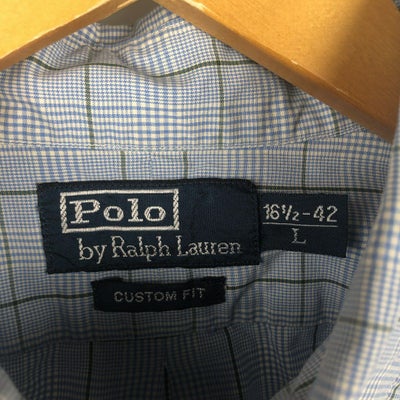 Polo
by Ralph Lauren
16½-42
L
CUSTOM FIT